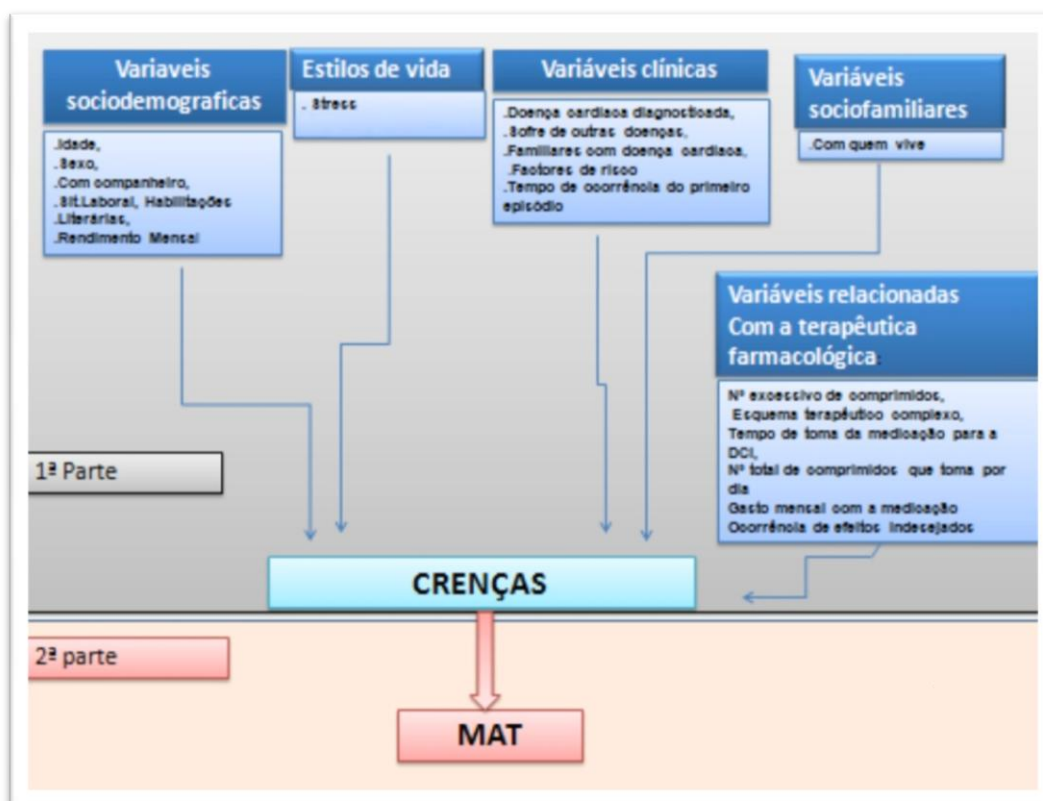 Variaveis
sociodemograficas
.Idade,
.Sexo,
.Com companheiro,
.Sit.Laboral, Habilitações
.Literárias,
.Rendimento Mensal
Estilos de vida
. Stress
Variáveis clínicas
.Doença cardiaca diagnosticada,
.Sofre de outras doenças,
.Familiares com doença cardiaca,
.Factores de risco
.Tempo de ocorrência do primeiro
episódio
Variáveis
sociofamiliares
.Com quem vive
Variáveis relacionadas
Com a terapêutica
farmacológica:
Nº excessivo de comprimidos,
Esquema terapêutico complexo,
Tempo de toma da medicação para a
DCI,
Nº total de comprimidos que toma por
dia
Gasto mensal com a medicação
Ocorrência de efeitos indesejados
1ª Parte
CRENÇAS
2ª parte
MAT